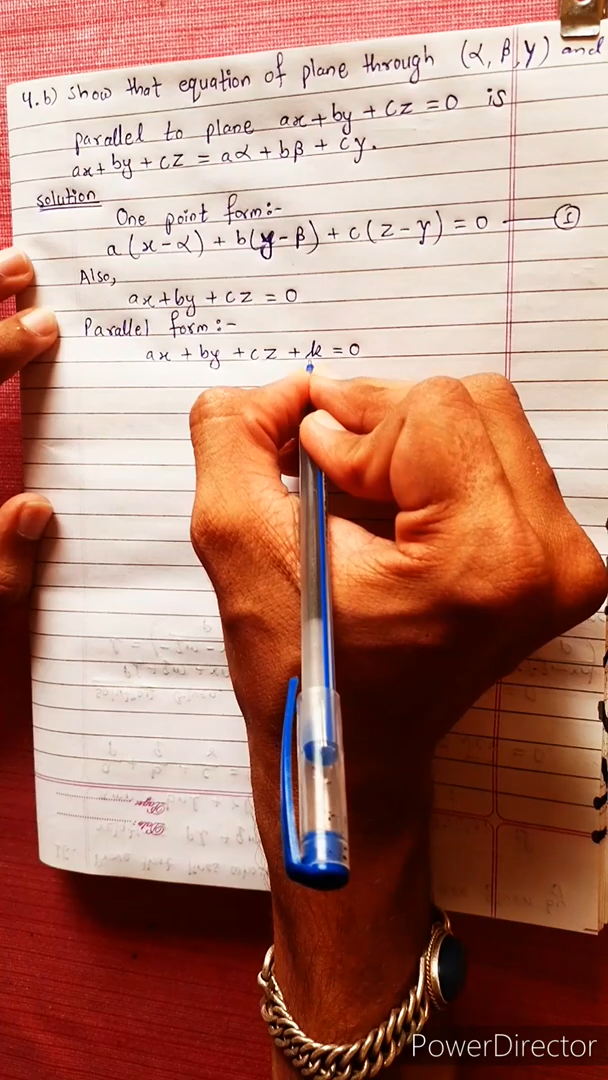 4.b) Show that equation of plane through (α, β, γ) and
parallel to plane ax + by + cz = 0 is
ax + by + cz = aα + bβ + cγ.
solution
One point form:-
a(x-α) + b(y-β) + c(z-γ) = 0 — ①
Also,
ax + by + cz = 0
Parallel form:-
ax + by + cz + k = 0
PowerDirector